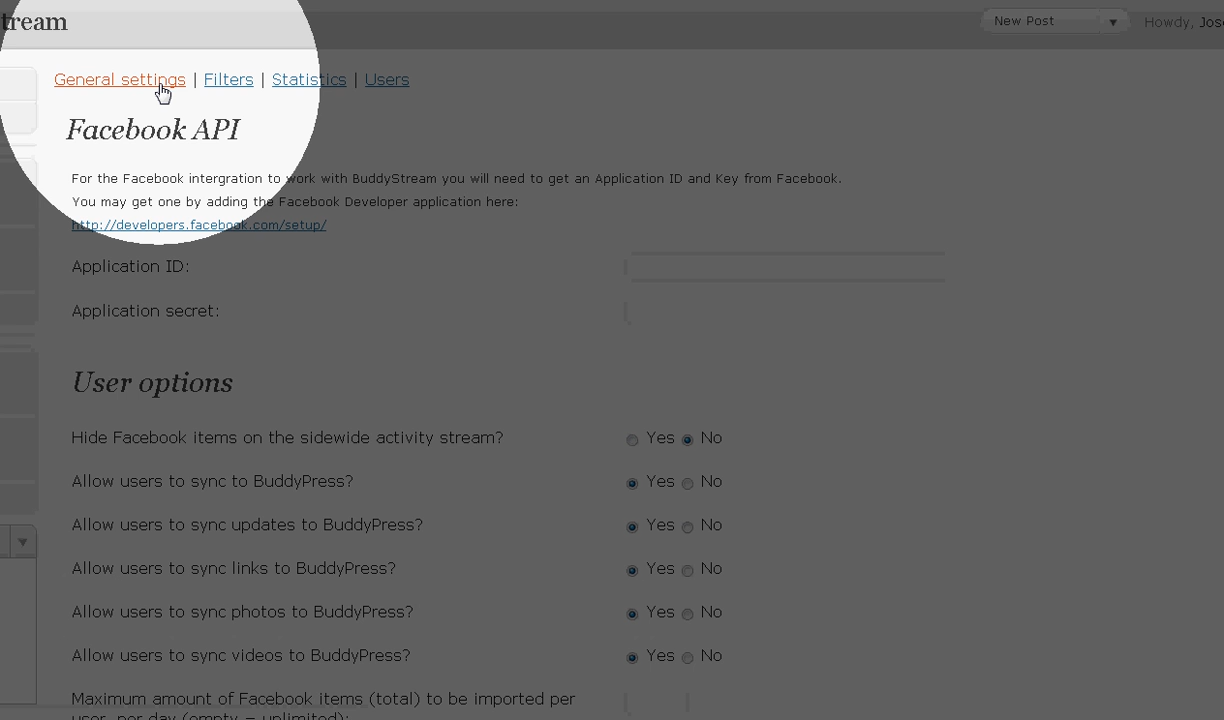 tream
New Post
Howdy, Jose
General settings | Filters | Statistics | Users
Facebook API
For the Facebook intergration to work with BuddyStream you will need to get an Application ID and Key from Facebook.
You may get one by adding the Facebook Developer application here:
http://developers.facebook.com/setup/
Application ID:
Application secret:
User options
Hide Facebook items on the sidewide activity stream? Yes No
Allow users to sync to BuddyPress? Yes No
Allow users to sync updates to BuddyPress? Yes No
Allow users to sync links to BuddyPress? Yes No
Allow users to sync photos to BuddyPress? Yes No
Allow users to sync videos to BuddyPress? Yes No
Maximum amount of Facebook items (total) to be imported per
user, per day (empty = unlimited):